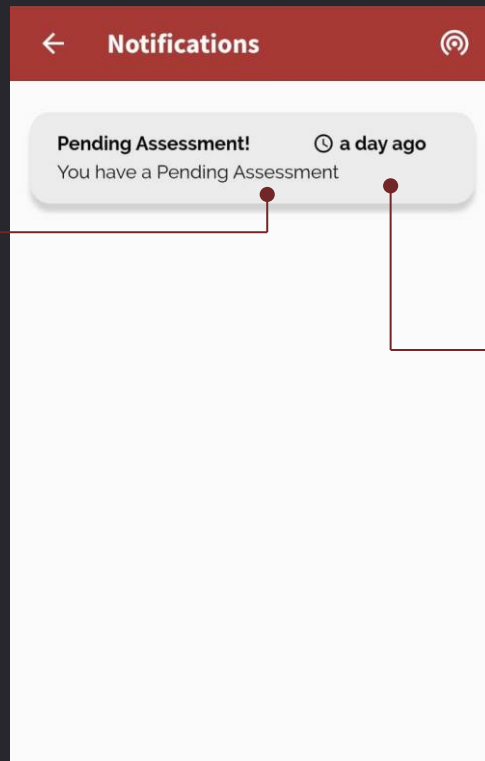 Notifications
Pending Assessment! a day ago
You have a Pending Assessment